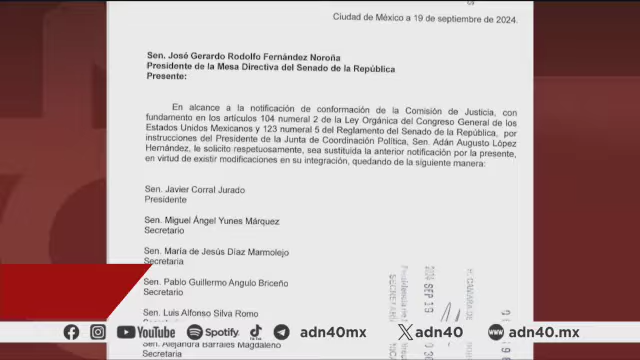 Ciudad de México a 19 de septiembre de 2024.
Sen. José Gerardo Rodolfo Fernández Noroña
Presidente de la Mesa Directiva del Senado de la República
Presente:
En alcance a la notificación de conformación de la Comisión de Justicia, con
fundamento en los artículos 104 numeral 2 de la Ley Orgánica del Congreso General de los
Estados Unidos Mexicanos y 123 numeral 5 del Reglamento del Senado de la República, por
instrucciones del Presidente de la Junta de Coordinación Política, Sen. Adán Augusto López
Hernández, le solicito respetuosamente, sea sustituida la anterior notificación por la presente,
en virtud de existir modificaciones en su integración, quedando de la siguiente manera:
Sen. Javier Corral Jurado
Presidente
Sen. Miguel Ángel Yunes Márquez
Secretario
Sen. María de Jesús Díaz Marmolejo
Secretaria
Sen. Pablo Guillermo Angulo Briceño
Secretario
Sen. Luis Alfonso Silva Romo
Sen. Alejandra Barrales Magdaleno
Secretaria
2024 SEP 19
H. CÁMARA DE
YouTube
Spotify
TikTok
adn40mx
adn40
adn40.mx